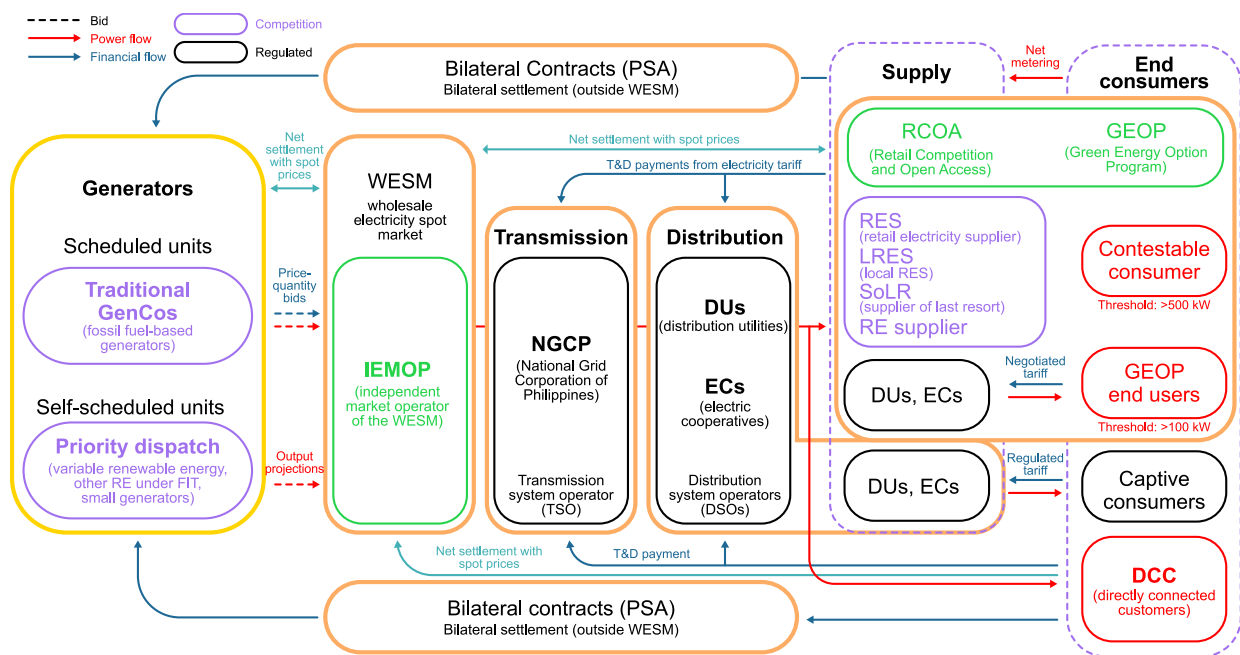 Bid
Power flow
Financial flow
Competition
Regulated
Bilateral Contracts (PSA)
Bilateral settlement (outside WESM)
Supply
Net
metering
End
consumers
Generators
Net
settlement
with spot
prices
Scheduled units
Traditional
GenCos
(fossil fuel-based
generators)
Self-scheduled units
Priority dispatch
(variable renewable energy,
other RE under FIT,
small generators)
Price-
quantity
bids
Output
projections
WESM
wholesale
electricity spot
market
IEMOP
(independent
market operator
of the WESM)
Net settlement with spot prices
T&D payments from electricity tariff
Transmission
NGCP
(National Grid
Corporation of
Philippines)
Transmission
system operator
(TSO)
Distribution
DUs
(distribution utilities)
ECs
(electric
cooperatives)
Distribution
system operators
(DSOs)
RCOA
(Retail Competition
and Open Access)
GEOP
(Green Energy Option
Program)
RES
(retail electricity supplier)
LRES
(local RES)
SoLR
(supplier of last resort)
RE supplier
Contestable
consumer
Threshold: >500 kW
DUs, ECs
Negotiated
tariff
GEOP
end users
Threshold: >100 kW
DUs, ECs
Regulated
tariff
Captive
consumers
Net settlement with
spot prices
T&D payment
DCC
(directly connected
customers)
Bilateral contracts (PSA)
Bilateral settlement (outside WESM)